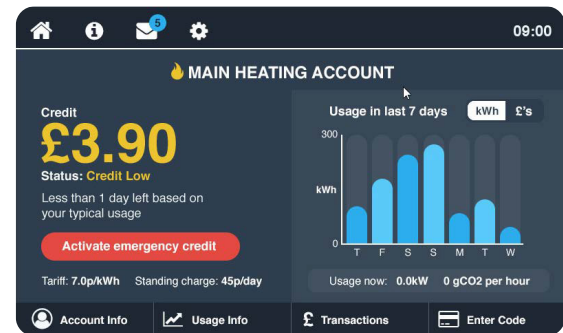 5
09:00
MAIN HEATING ACCOUNT
Credit
£3.90
Status: Credit Low
Less than 1 day left based on
your typical usage
Activate emergency credit
Tariff: 7.0p/kWh Standing charge: 45p/day
Usage in last 7 days kWh £'s
300
kWh
0
T F S S M T W
Usage now: 0.0kW 0 gCO2 per hour
Account Info Usage Info £ Transactions Enter Code